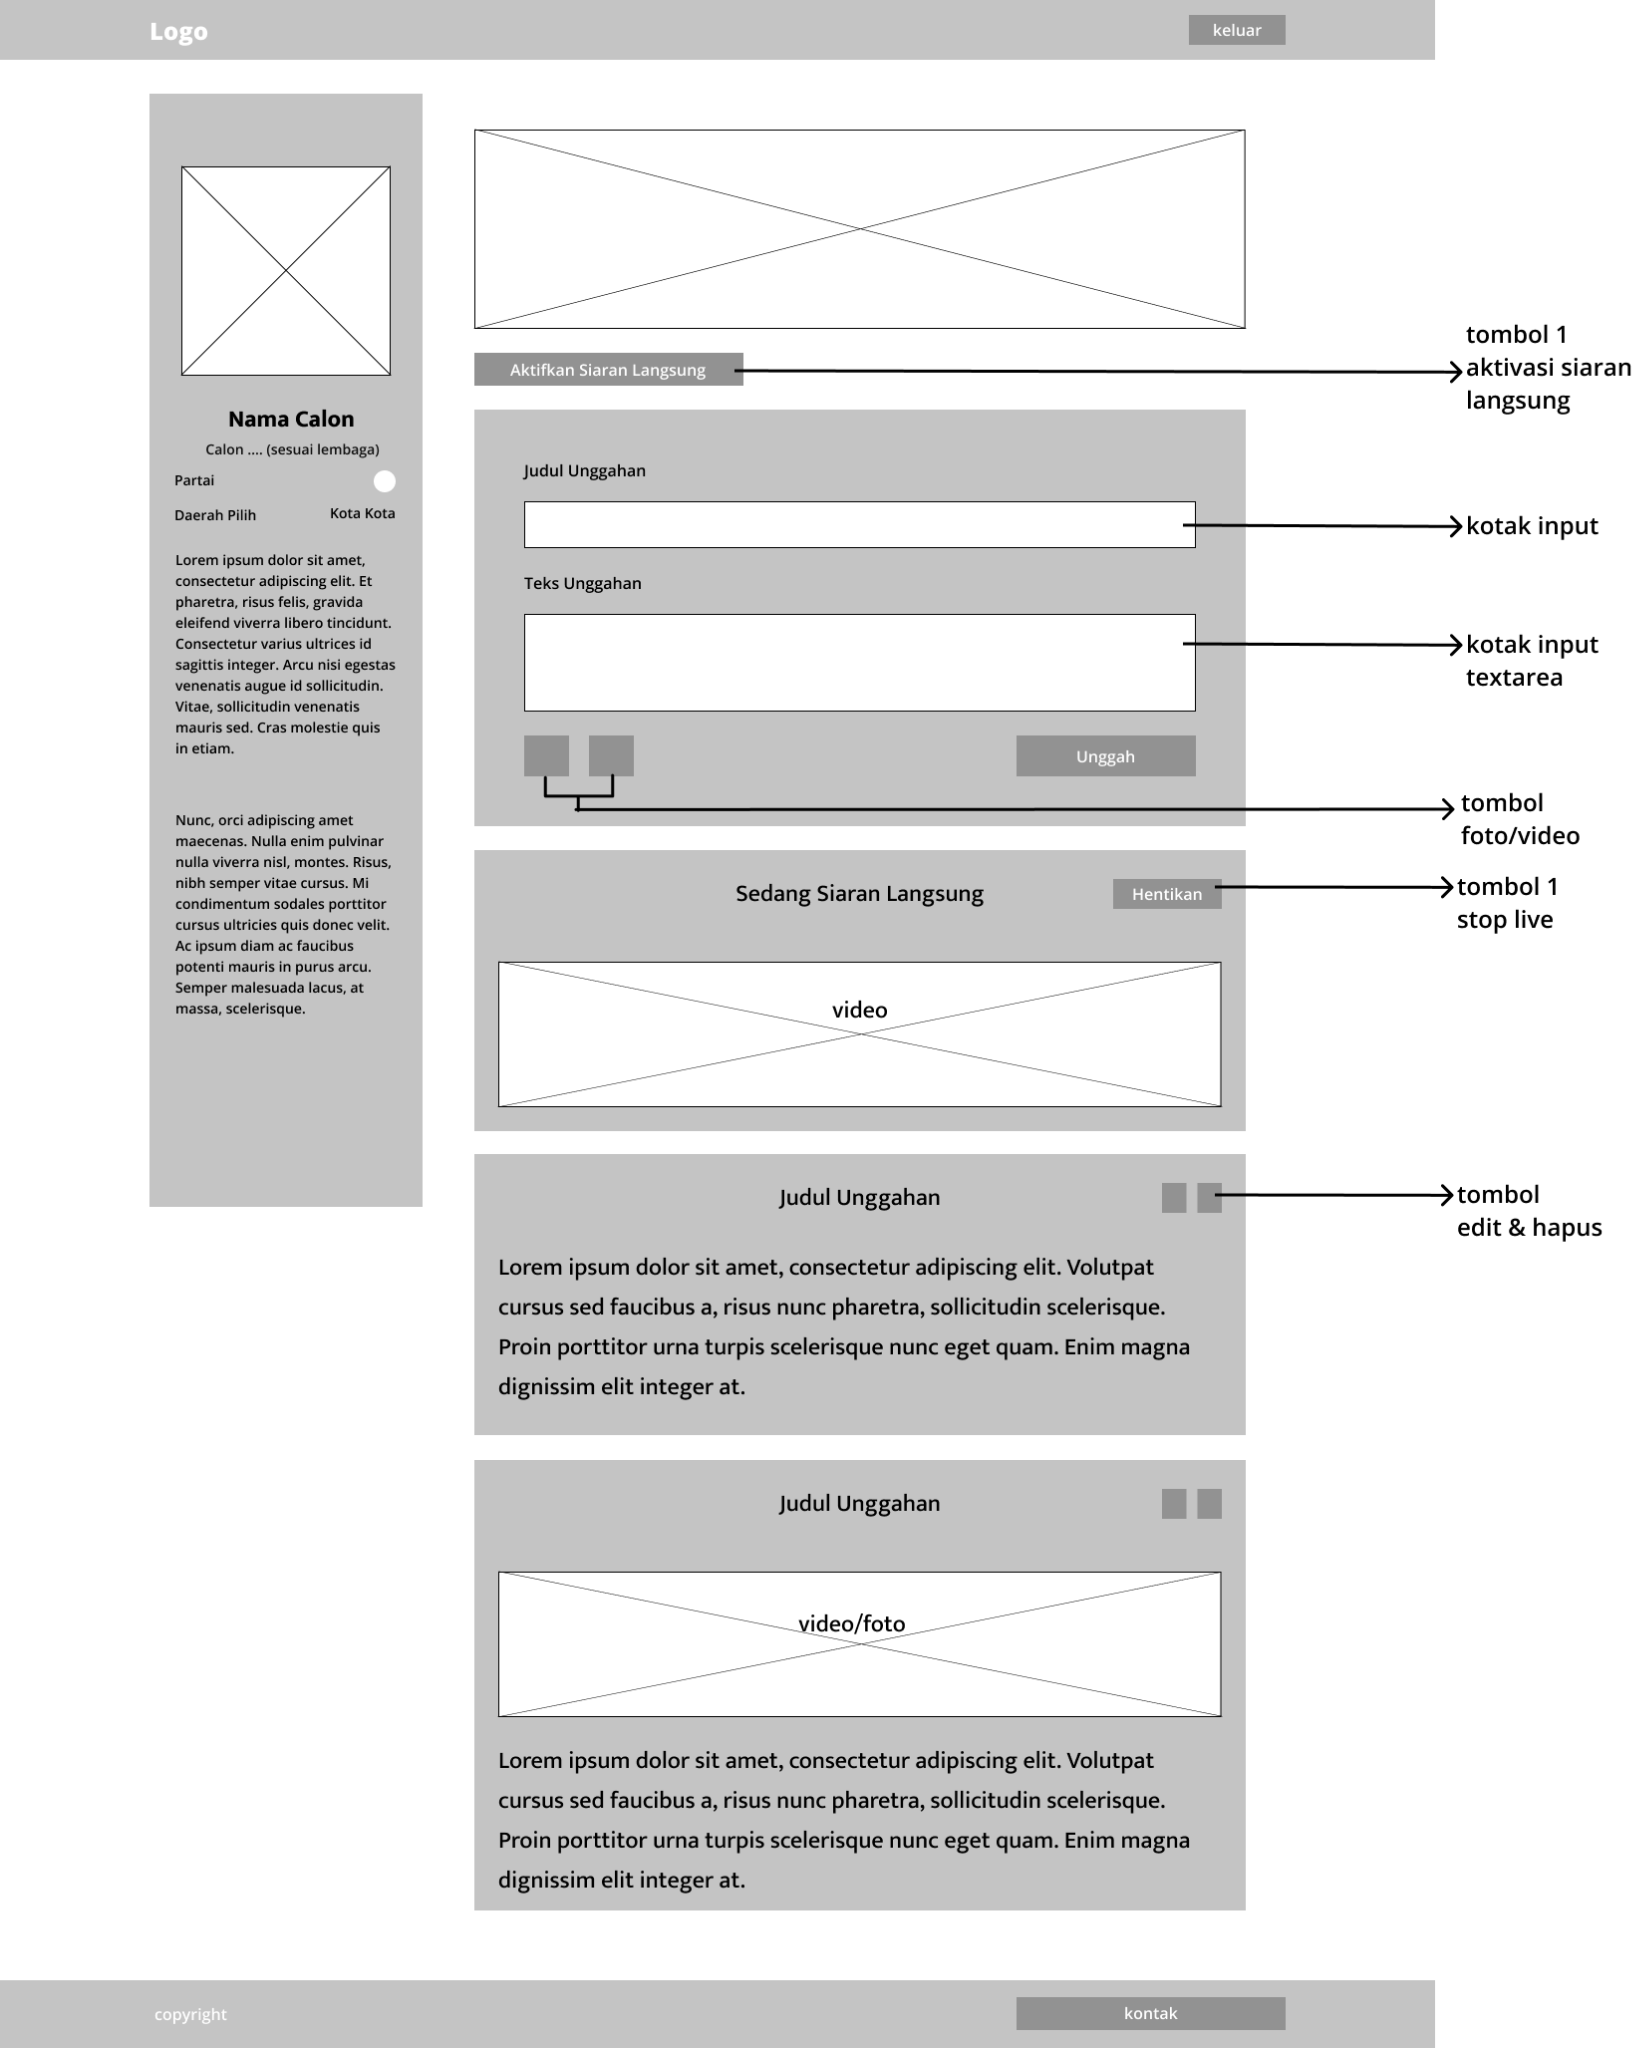 Logo
keluar
Nama Calon
Calon .... (sesuai lembaga)
Partai
Daerah Pilih
Kota Kota
Lorem ipsum dolor sit amet,
consectetur adipiscing elit. Et
pharetra, risus felis, gravida
eleifend viverra libero tincidunt.
Consectetur varius ultrices id
sagittis integer. Arcu nisi egestas
venenatis augue id sollicitudin.
Vitae, sollicitudin venenatis
mauris sed. Cras molestie quis
in etiam.
Nunc, orci adipiscing amet
maecenas. Nulla enim pulvinar
nulla viverra nisl, montes. Risus,
nibh semper vitae cursus. Mi
condimentum sodales porttitor
cursus ultricies quis donec velit.
Ac ipsum diam ac faucibus
potenti mauris in purus arcu.
Semper malesuada lacus, at
massa, scelerisque.
Aktifkan Siaran Langsung
tombol 1
aktivasi siaran
langsung
Judul Unggahan
kotak input
Teks Unggahan
kotak input
textarea
Unggah
tombol
foto/video
Sedang Siaran Langsung
Hentikan
tombol 1
stop live
video
Judul Unggahan
tombol
edit & hapus
Lorem ipsum dolor sit amet, consectetur adipiscing elit. Volutpat
cursus sed faucibus a, risus nunc pharetra, sollicitudin scelerisque.
Proin porttitor urna turpis scelerisque nunc eget quam. Enim magna
dignissim elit integer at.
Judul Unggahan
video/foto
Lorem ipsum dolor sit amet, consectetur adipiscing elit. Volutpat
cursus sed faucibus a, risus nunc pharetra, sollicitudin scelerisque.
Proin porttitor urna turpis scelerisque nunc eget quam. Enim magna
dignissim elit integer at.
copyright
kontak